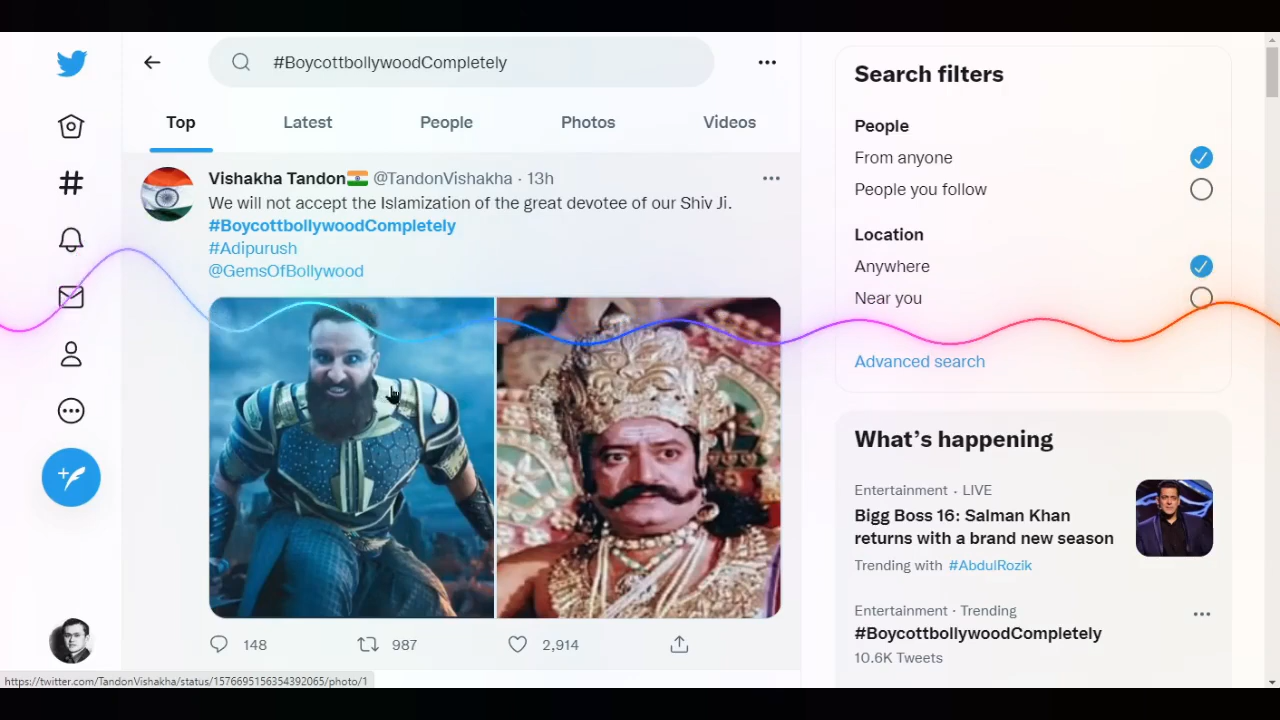 #BoycottbollywoodCompletely
Top Latest People Photos Videos
Vishakha Tandon @TandonVishakha · 13h
We will not accept the Islamization of the great devotee of our Shiv Ji.
#BoycottbollywoodCompletely
#Adipurush
@GemsOfBollywood
148 987 2,914
https://twitter.com/TandonVishakha/status/1576695156354392065/photo/1
Search filters
People
From anyone
People you follow
Location
Anywhere
Near you
Advanced search
What's happening
Entertainment · LIVE
Bigg Boss 16: Salman Khan
returns with a brand new season
Trending with #AbdulRozik
Entertainment · Trending
#BoycottbollywoodCompletely
10.6K Tweets